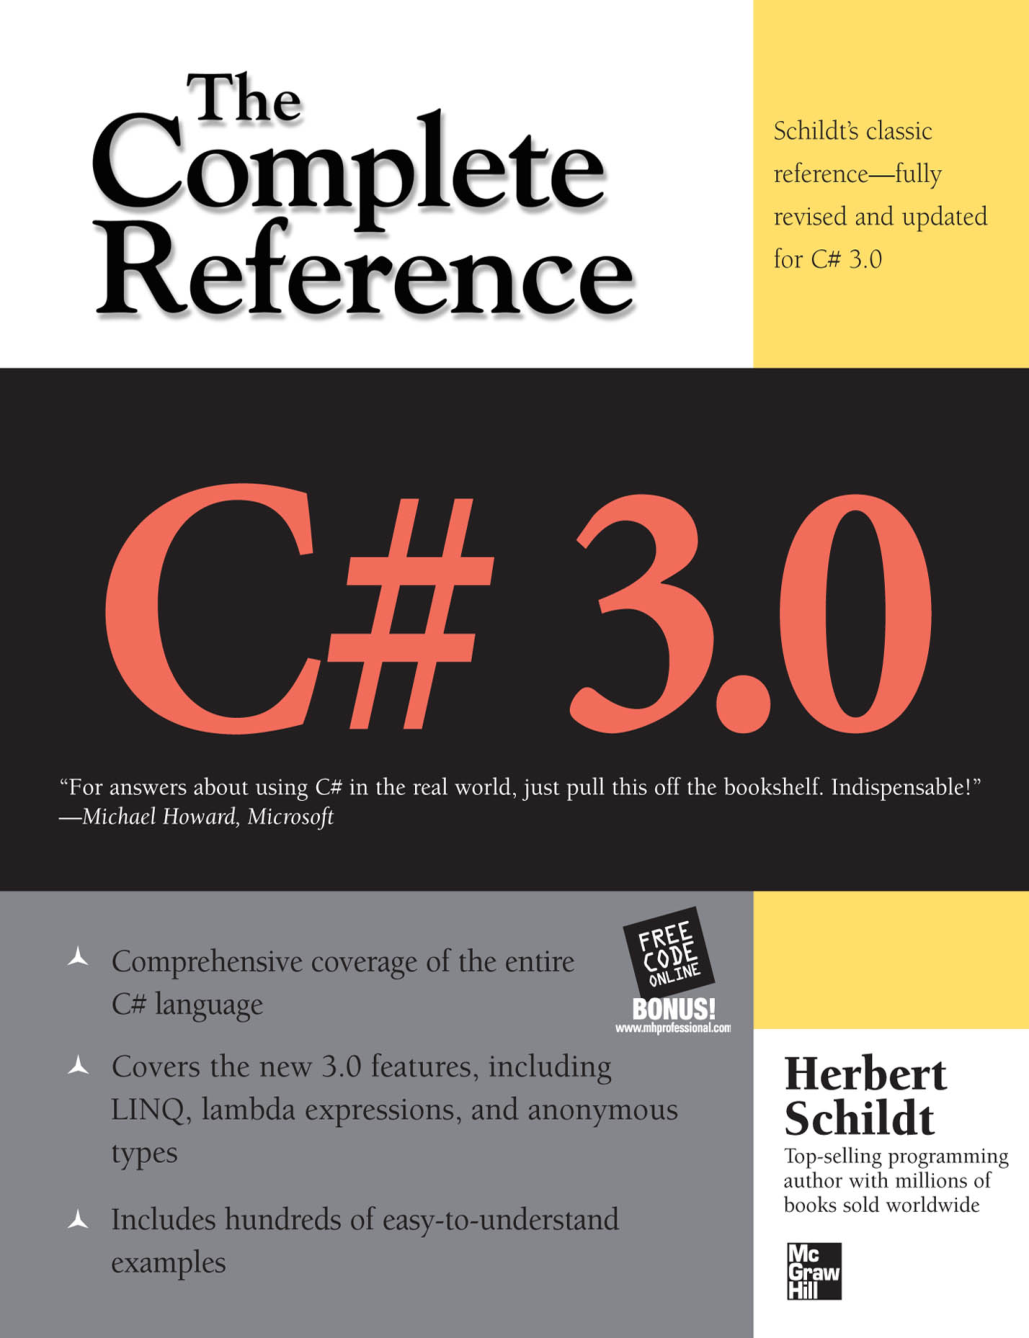 The
Complete
Reference
Schildt's classic
reference—fully
revised and updated
for C# 3.0
C# 3.0
“For answers about using C# in the real world, just pull this off the bookshelf. Indispensable!”
—Michael Howard, Microsoft
Comprehensive coverage of the entire
C# language
Covers the new 3.0 features, including
LINQ, lambda expressions, and anonymous
types
Includes hundreds of easy-to-understand
examples
FREE
CODE
ONLINE
BONUS!
www.mhprofessional.com
Herbert
Schildt
Top-selling programming
author with millions of
books sold worldwide
Mc
Graw
Hill